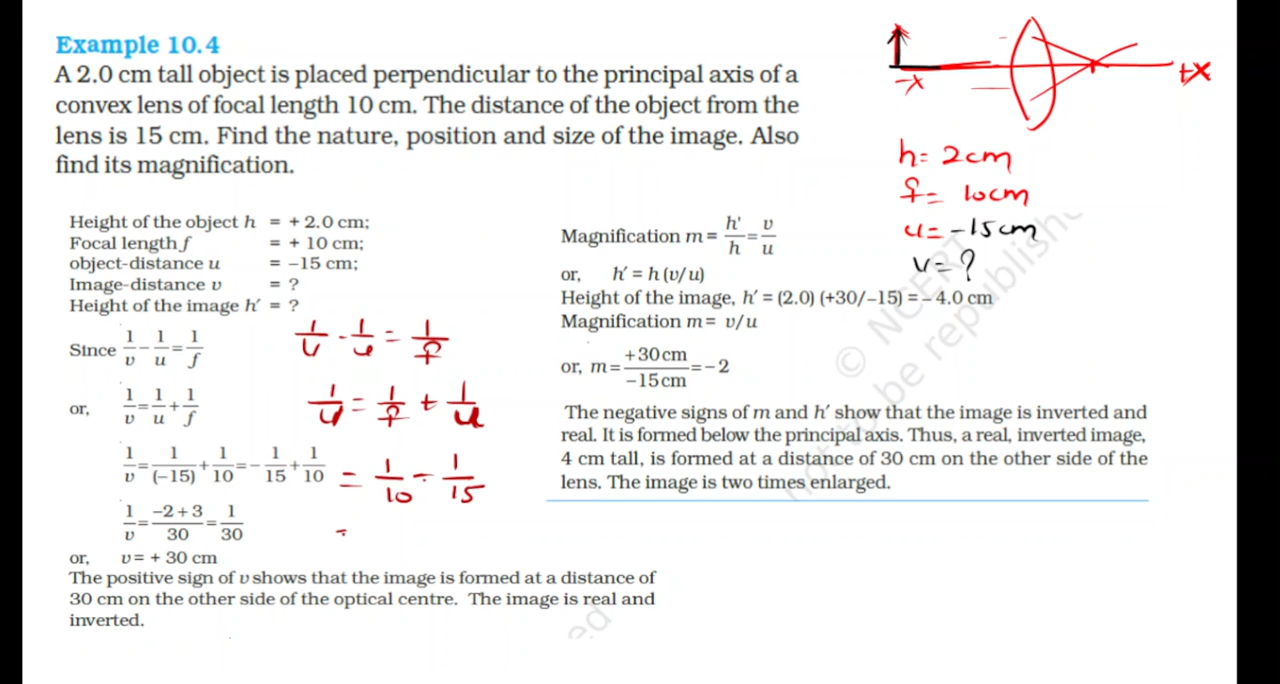 Example 10.4
A 2.0 cm tall object is placed perpendicular to the principal axis of a
convex lens of focal length 10 cm. The distance of the object from the
lens is 15 cm. Find the nature, position and size of the image. Also
find its magnification.
Height of the object h = + 2.0 cm;
Focal length f = + 10 cm;
object-distance u = –15 cm;
Image-distance v = ?
Height of the image h′ = ?
Since 1/v – 1/u = 1/f
or, 1/v = 1/u + 1/f
1/v = 1/(–15) + 1/10 = – 1/15 + 1/10
1/v = (–2 + 3)/30 = 1/30
or, v = + 30 cm
The positive sign of v shows that the image is formed at a distance of
30 cm on the other side of the optical centre. The image is real and
inverted.
1/v - 1/u = 1/f
1/v = 1/f + 1/u
= 1/10 - 1/15
=
Magnification m = h'/h = v/u
or, h′ = h (v/u)
Height of the image, h′ = (2.0) (+30/–15) = – 4.0 cm
Magnification m = v/u
or, m = +30 cm/–15 cm = – 2
The negative signs of m and h′ show that the image is inverted and
real. It is formed below the principal axis. Thus, a real, inverted image,
4 cm tall, is formed at a distance of 30 cm on the other side of the
lens. The image is two times enlarged.
-x
+x
h = 2cm
f = 10cm
u = -15cm
v = ?
© NCERT
not to be republishe
ed